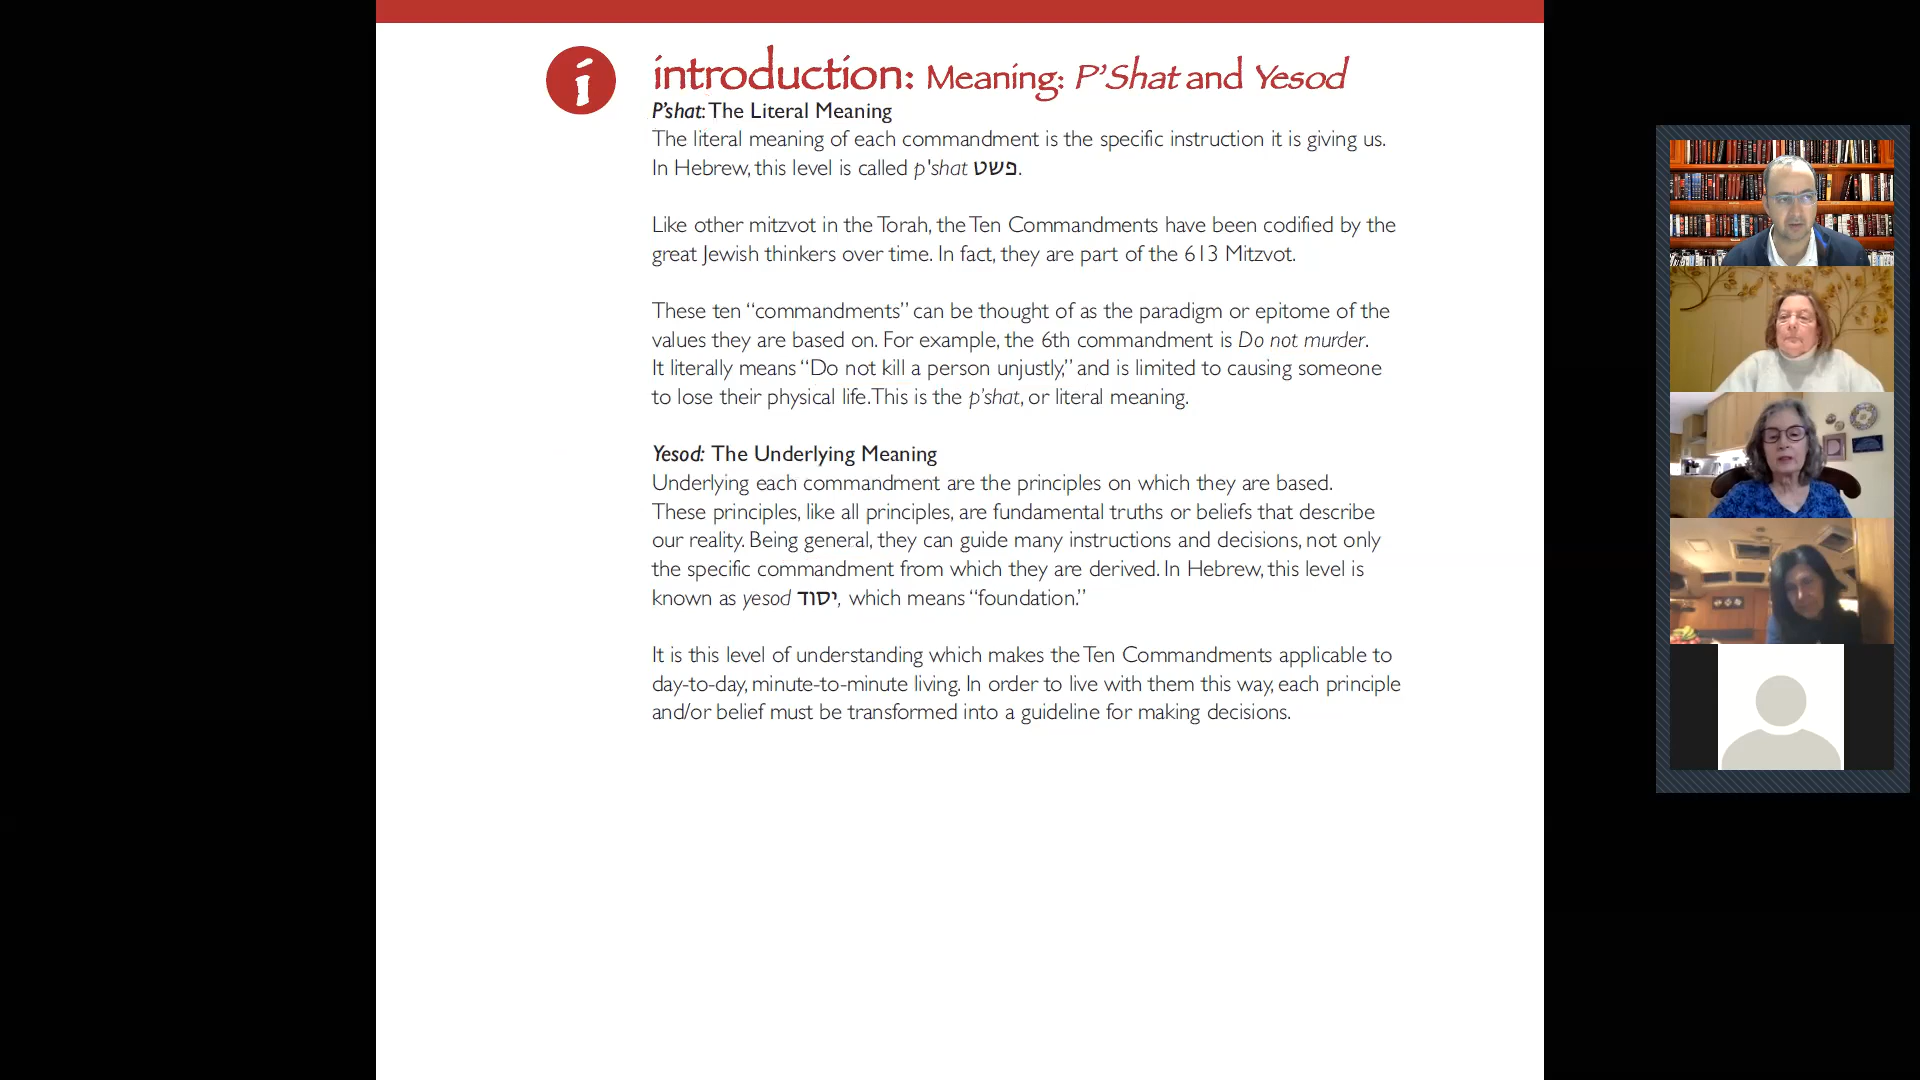 i
introduction: Meaning: P'Shat and Yesod
P'shat: The Literal Meaning
The literal meaning of each commandment is the specific instruction it is giving us.
In Hebrew, this level is called p'shat פשט.
Like other mitzvot in the Torah, the Ten Commandments have been codified by the
great Jewish thinkers over time. In fact, they are part of the 613 Mitzvot.
These ten “commandments” can be thought of as the paradigm or epitome of the
values they are based on. For example, the 6th commandment is Do not murder.
It literally means “Do not kill a person unjustly,” and is limited to causing someone
to lose their physical life. This is the p'shat, or literal meaning.
Yesod: The Underlying Meaning
Underlying each commandment are the principles on which they are based.
These principles, like all principles, are fundamental truths or beliefs that describe
our reality. Being general, they can guide many instructions and decisions, not only
the specific commandment from which they are derived. In Hebrew, this level is
known as yesod יסוד, which means “foundation.”
It is this level of understanding which makes the Ten Commandments applicable to
day-to-day, minute-to-minute living. In order to live with them this way, each principle
and/or belief must be transformed into a guideline for making decisions.